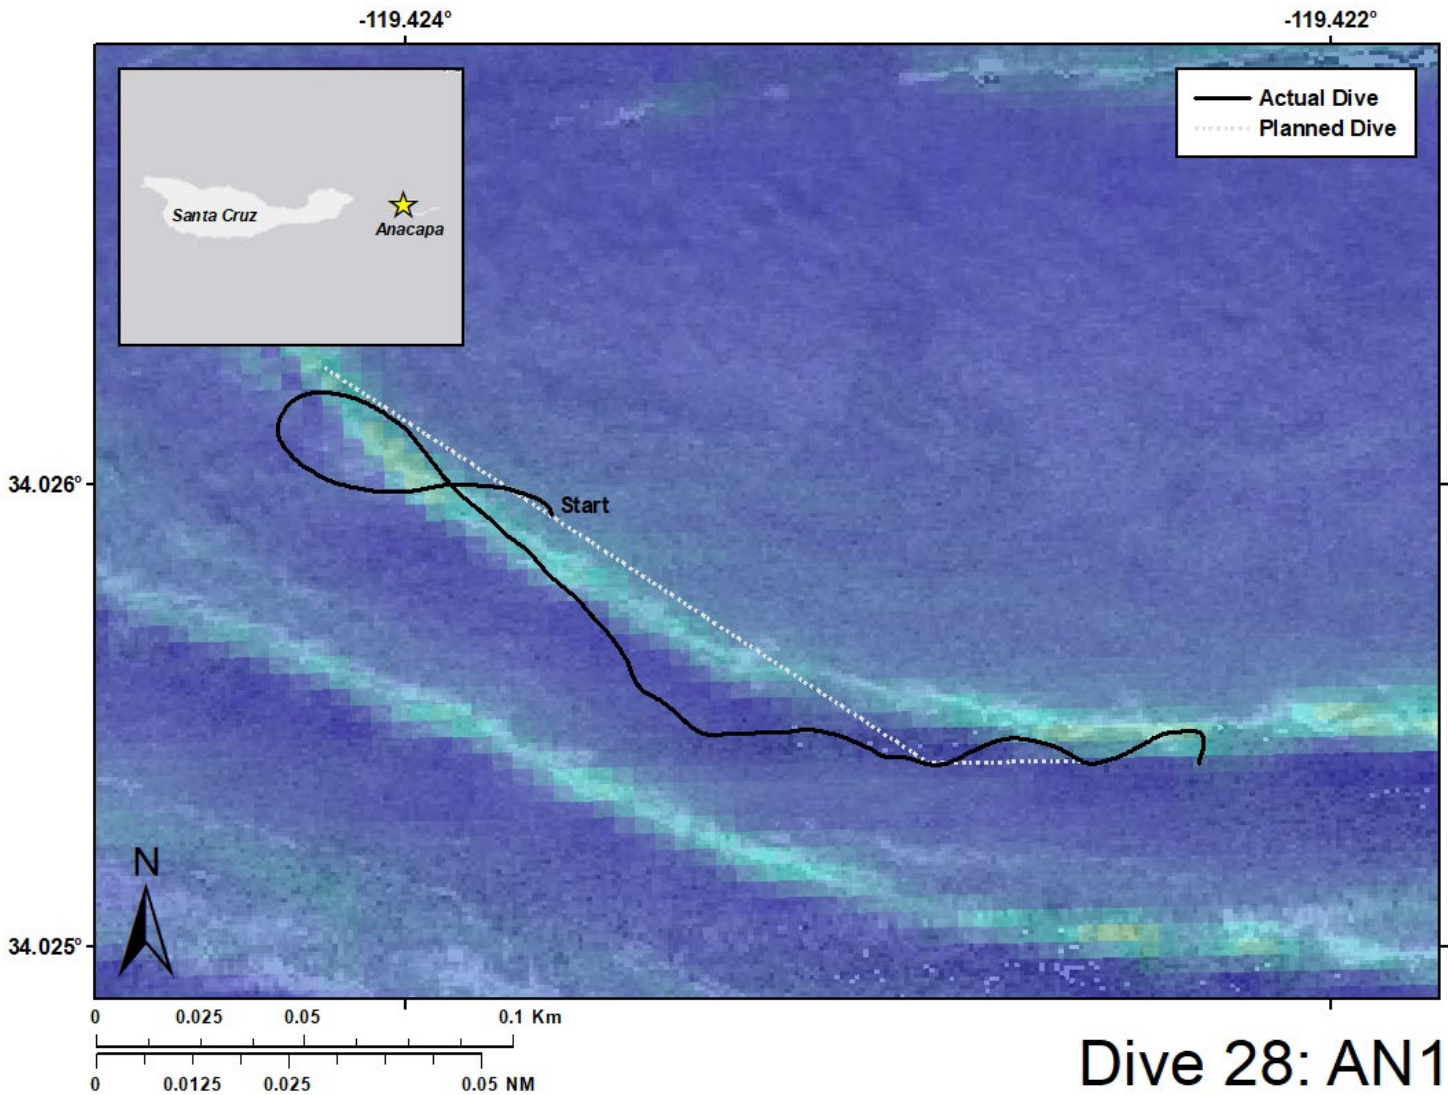 -119.424°
-119.422°
Actual Dive
Planned Dive
Santa Cruz
Anacapa
34.026°
Start
34.025°
N
0 0.025 0.05 0.1 Km
0 0.0125 0.025 0.05 NM
Dive 28: AN1